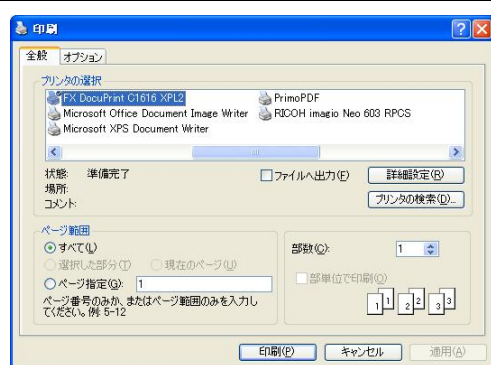 印刷
全般 オプション
プリンタの選択
FX DocuPrint C1616 XPL2 PrimoPDF
Microsoft Office Document Image Writer RICOH imagio Neo 603 RPCS
Microsoft XPS Document Writer
状態: 準備完了 ファイルへ出力(F) 詳細設定(R)
場所:
コメント: プリンタの検索(D)...
ページ範囲
すべて(L) 部数(C): 1
選択した部分(T) 現在のページ(U)
ページ指定(G): 1 部単位で印刷(O)
ページ番号のみか、またはページ範囲のみを入力し
てください。例: 5-12
1 1 2 2 3 3
印刷(P) キャンセル 適用(A)